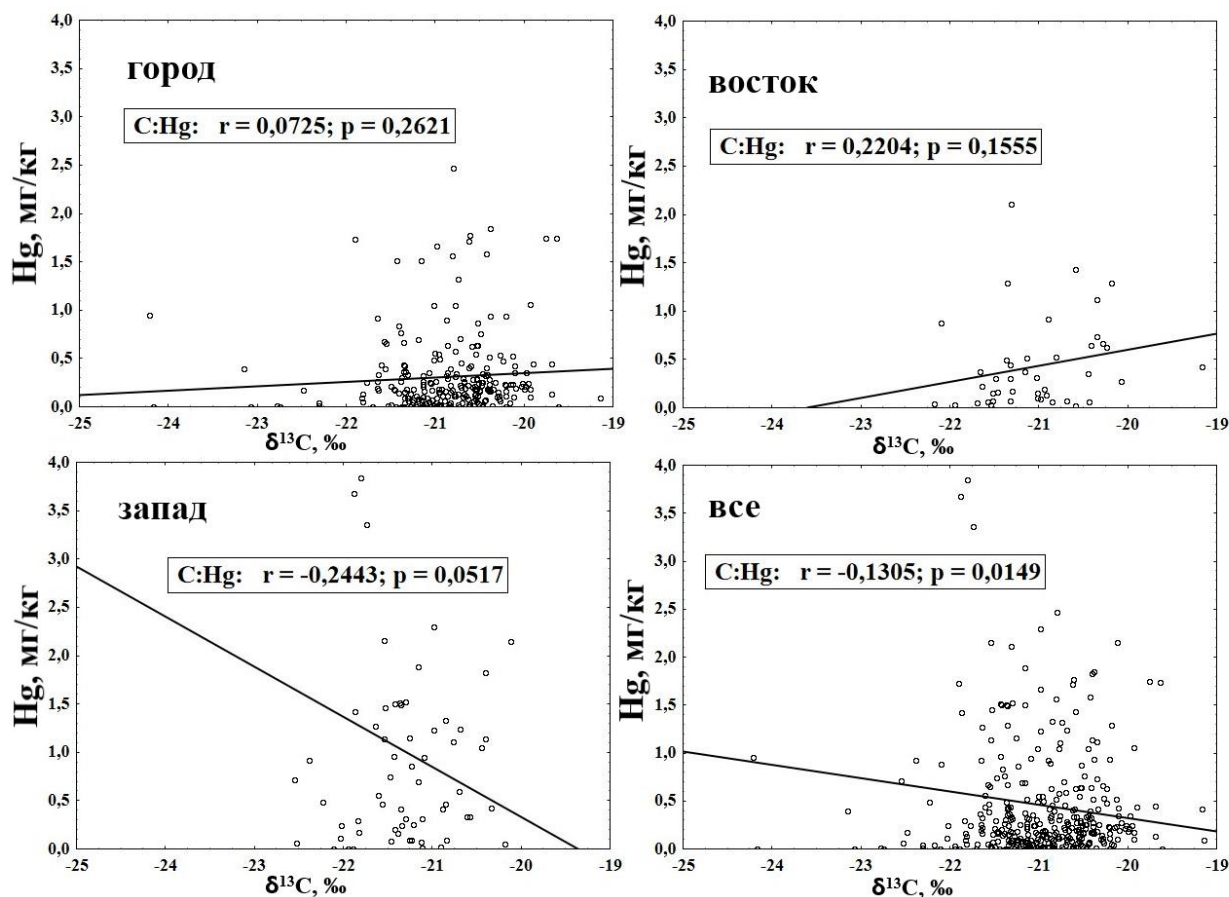 город
C:Hg: r = 0,0725; p = 0,2621
Hg, мг/кг
4,0
3,5
3,0
2,5
2,0
1,5
1,0
0,5
0,0
-25 -24 -23 -22 -21 -20 -19
δ¹³C, ‰
восток
C:Hg: r = 0,2204; p = 0,1555
Hg, мг/кг
4,0
3,5
3,0
2,5
2,0
1,5
1,0
0,5
0,0
-25 -24 -23 -22 -21 -20 -19
δ¹³C, ‰
запад
C:Hg: r = -0,2443; p = 0,0517
Hg, мг/кг
4,0
3,5
3,0
2,5
2,0
1,5
1,0
0,5
0,0
-25 -24 -23 -22 -21 -20 -19
δ¹³C, ‰
все
C:Hg: r = -0,1305; p = 0,0149
Hg, мг/кг
4,0
3,5
3,0
2,5
2,0
1,5
1,0
0,5
0,0
-25 -24 -23 -22 -21 -20 -19
δ¹³C, ‰